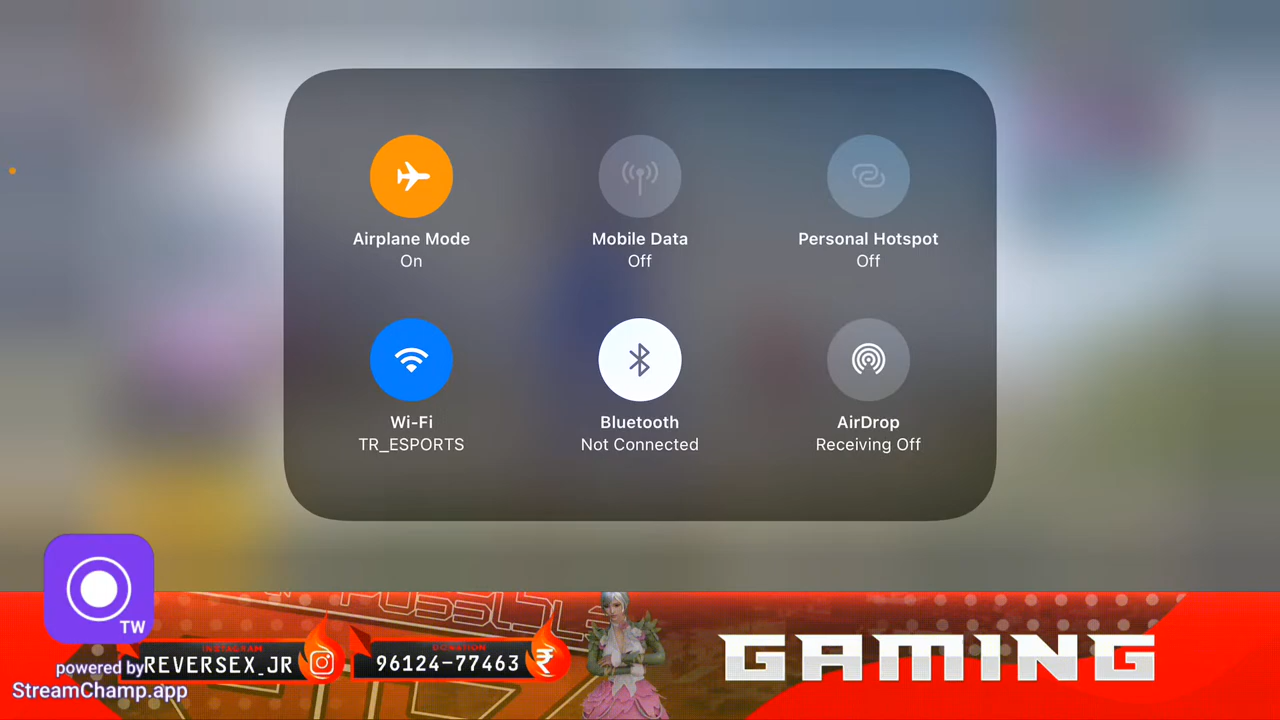 Airplane Mode
On
Mobile Data
Off
Personal Hotspot
Off
Wi-Fi
TR_ESPORTS
Bluetooth
Not Connected
AirDrop
Receiving Off
TW
powered by
StreamChamp.app
INSTAGRAM
REVERSEX_JR
DONATION
96124-77463
₹
GAMING